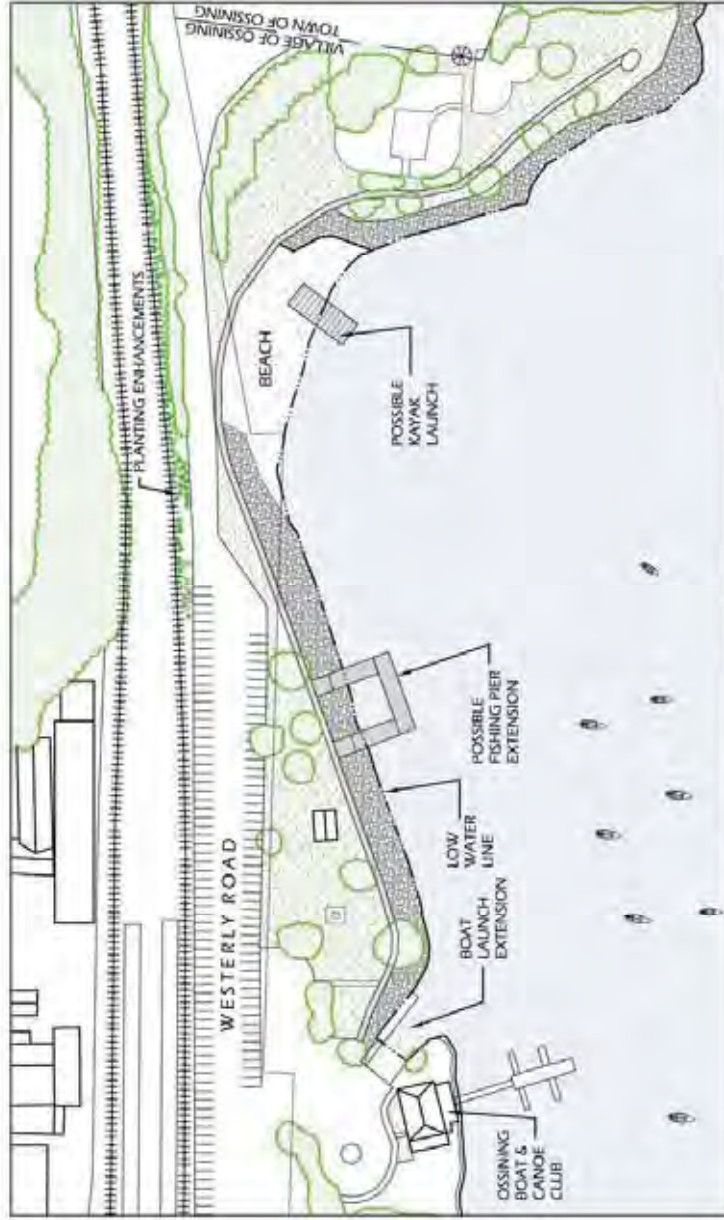 VILLAGE OF OSSINING
TOWN OF OSSINING
PLANTING ENHANCEMENTS
WESTERLY ROAD
BEACH
POSSIBLE
KAYAK
LAUNCH
POSSIBLE
FISHING PIER
EXTENSION
LOW
WATER
LINE
BOAT
LAUNCH
EXTENSION
OSSINING
BOAT &
CANOE
CLUB